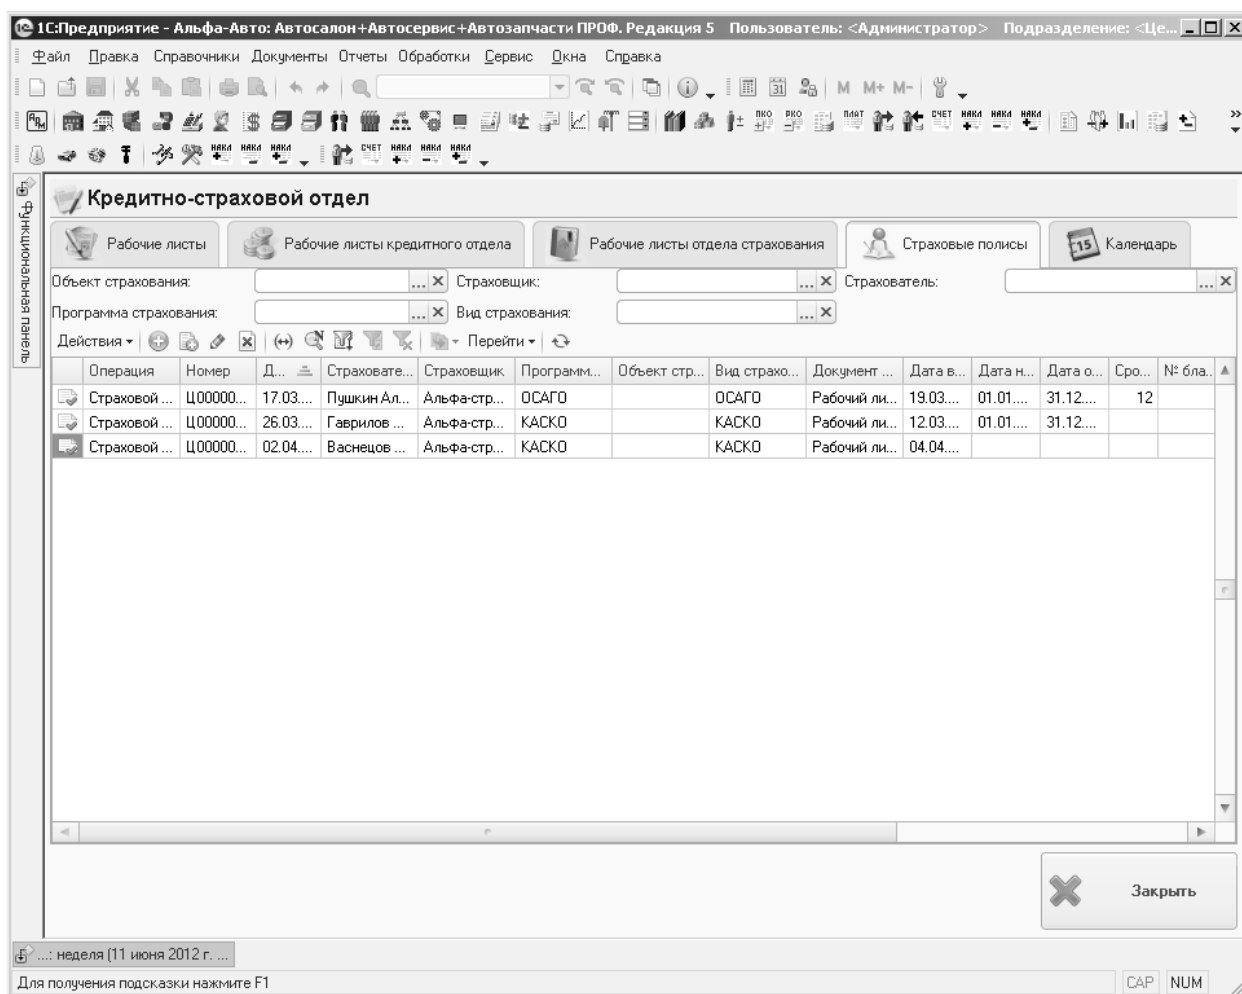 1С:Предприятие - Альфа-Авто: Автосалон+Автосервис+Автозапчасти ПРОФ. Редакция 5 Пользователь: <Администратор> Подразделение: <Це...
Файл Правка Справочники Документы Отчеты Обработки Сервис Окна Справка
M M+ M-
Функциональная панель
Кредитно-страховой отдел
Рабочие листы Рабочие листы кредитного отдела Рабочие листы отдела страхования Страховые полисы Календарь
Объект страхования: Страховщик: Страхователь:
Программа страхования: Вид страхования:
Действия Перейти
Операция Номер Д... Страховате... Страховщик Программ... Объект стр... Вид страхо... Документ ... Дата в... Дата н... Дата о... Сро... № бла...
Страховой ... Ц00000... 17.03.... Пушкин Ал... Альфа-стр... ОСАГО ОСАГО Рабочий ли... 19.03.... 01.01.... 31.12.... 12
Страховой ... Ц00000... 26.03.... Гаврилов ... Альфа-стр... КАСКО КАСКО Рабочий ли... 12.03.... 01.01.... 31.12....
Страховой ... Ц00000... 02.04.... Васнецов ... Альфа-стр... КАСКО КАСКО Рабочий ли... 04.04....
Закрыть
...: неделя (11 июня 2012 г. ...
Для получения подсказки нажмите F1 CAP NUM